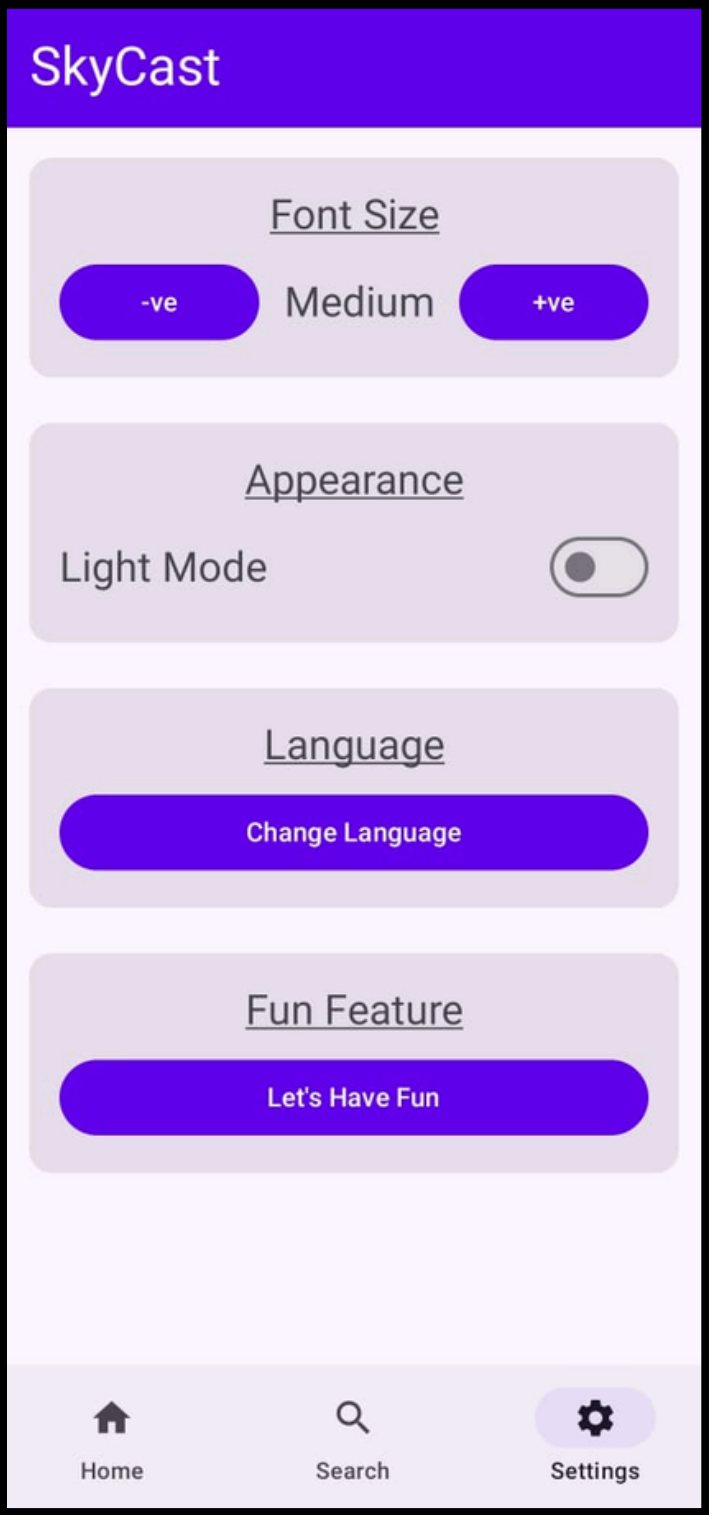 SkyCast
Font Size
-ve Medium +ve
Appearance
Light Mode
Language
Change Language
Fun Feature
Let's Have Fun
Home Search Settings